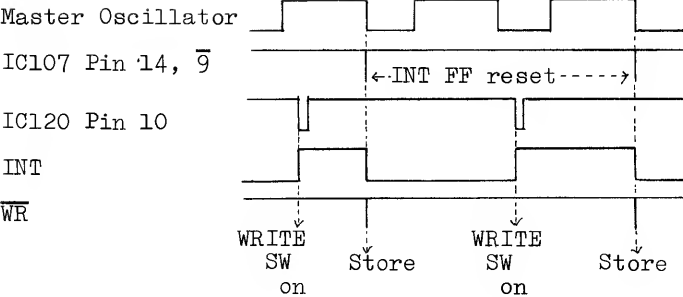 Master Oscillator
IC107 Pin 14, 9̅
←INT FF reset----→
IC120 Pin 10
INT
W̅R̅
WRITE SW on
Store
WRITE SW on
Store